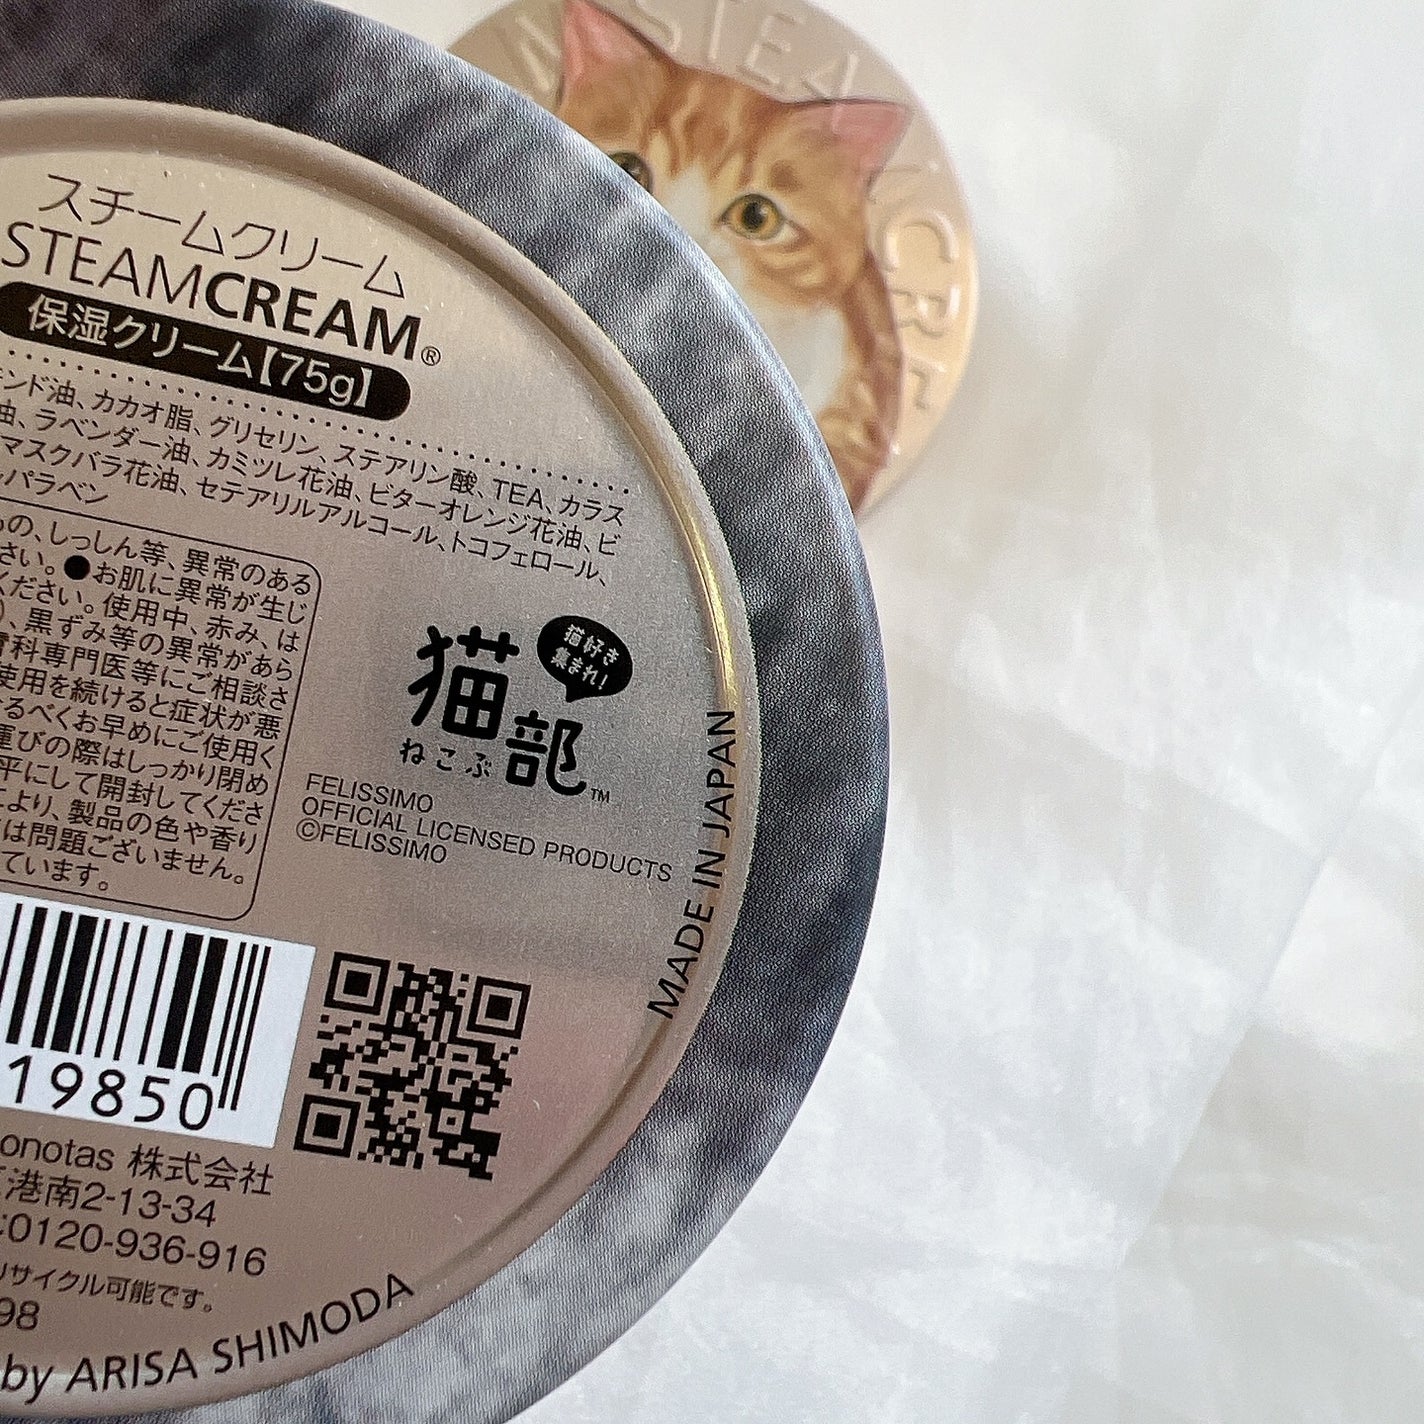 スチームクリーム
STEAMCREAM®
保湿クリーム【75g】
ンド油、カカオ脂、グリセリン、ステアリン酸、TEA、カラス
油、ラベンダー油、カミツレ花油、ビターオレンジ花油、ビ
マスクバラ花油、セテアリルアルコール、トコフェロール、
パラベン
の、しっしん等、異常のある
さい。●お肌に異常が生じ
ください。使用中、赤み、は
、黒ずみ等の異常があら
膚科専門医等にご相談さ
使用を続けると症状が悪
るべくお早めにご使用く
運びの際はしっかり閉め
平にして開封してくださ
により、製品の色や香り
は問題ございません。
ています。
猫好き
集まれ!
猫部
ねこぶ
TM
FELISSIMO
OFFICIAL LICENSED PRODUCTS
©FELISSIMO
MADE IN JAPAN
19850
onotas 株式会社
港南2-13-34
0120-936-916
リサイクル可能です。
98
by ARISA SHIMODA
STEA
CRE